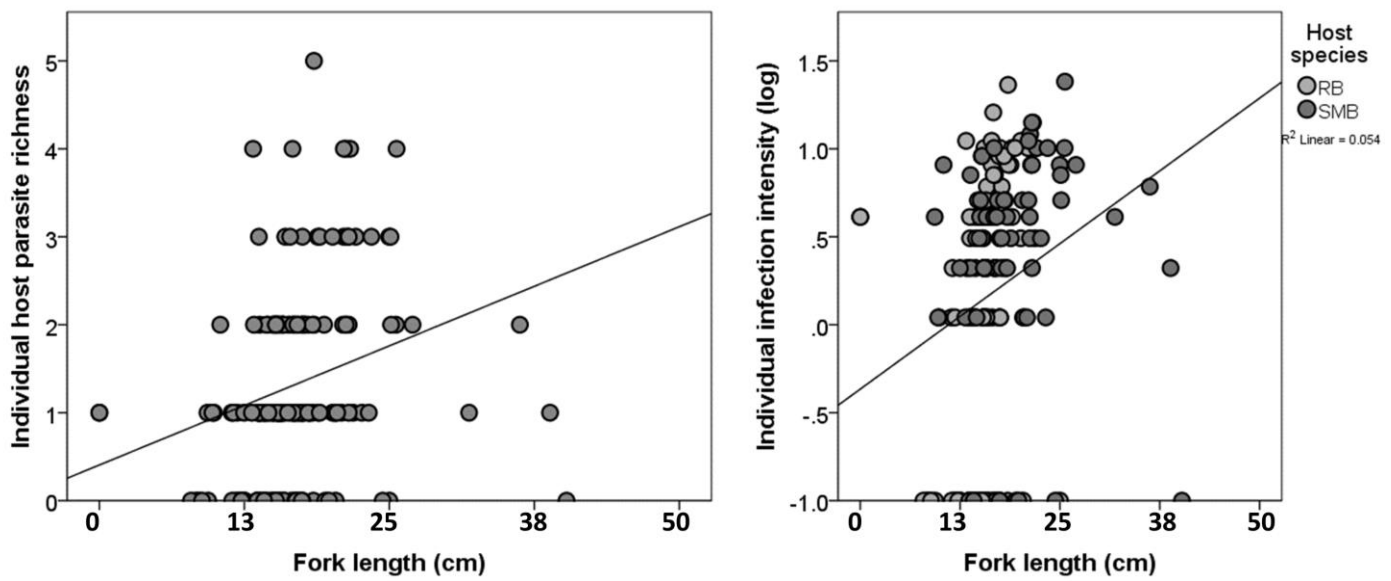 Individual host parasite richness
5
4
3
2
1
0
0 13 25 38 50
Fork length (cm)
Individual infection intensity (log)
1.5
1.0
.5
.0
-.5
-1.0
0 13 25 38 50
Fork length (cm)
Host
species
RB
SMB
R² Linear = 0.054